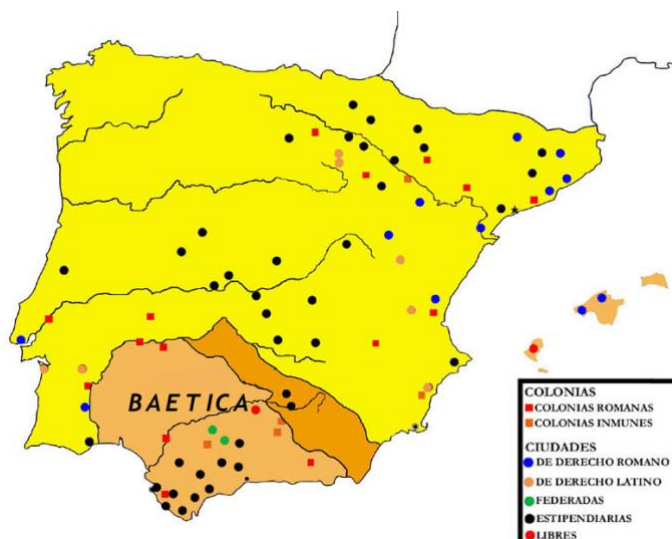 BAETICA
COLONIAS
COLONIAS ROMANAS
COLONIAS INMUNES
CIUDADES
DE DERECHO ROMANO
DE DERECHO LATINO
FEDERADAS
ESTIPENDIARIAS
LIBRES